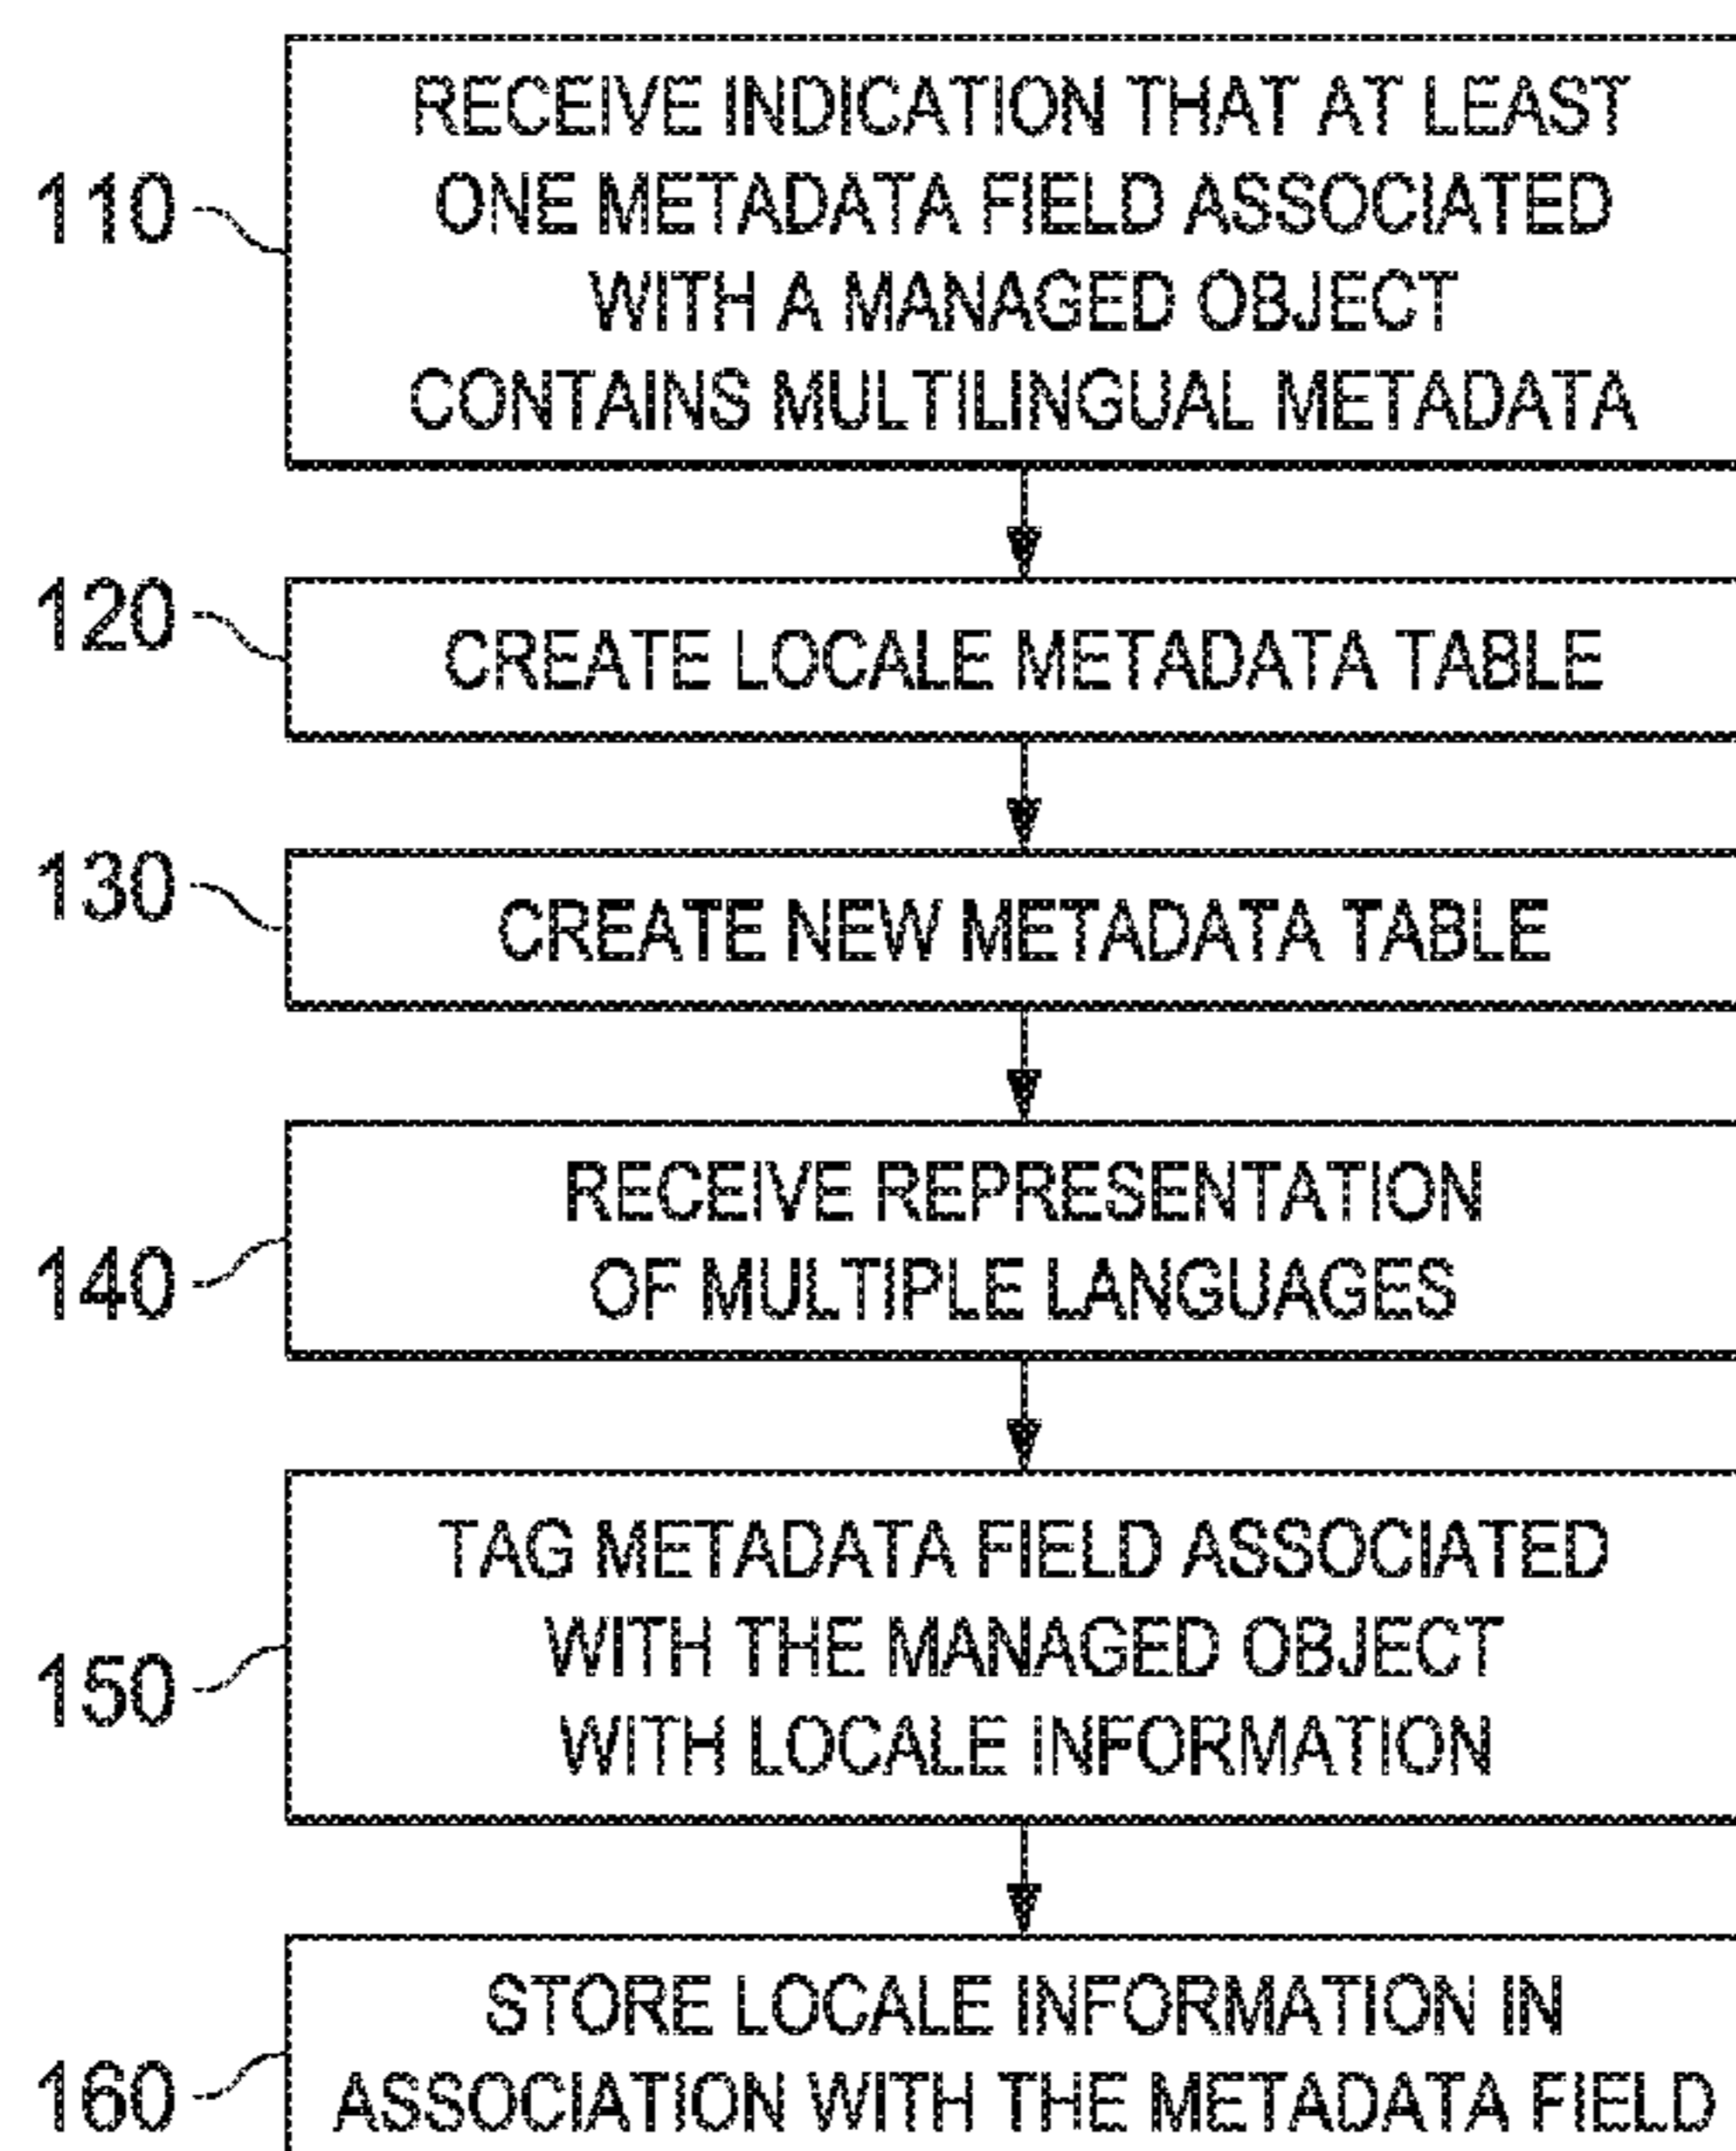 RECEIVE INDICATION THAT AT LEAST
110
ONE METADATA FIELD ASSOCIATED
WITH A MANAGED OBJECT
CONTAINS MULTILINGUAL METADATA
120
CREATE LOCALE METADATA TABLE
130
CREATE NEW METADATA TABLE
RECEIVE REPRESENTATION
140
OF MULTIPLE LANGUAGES
TAG METADATA FIELD ASSOCIATED
150
WITH THE MANAGED OBJECT
WITH LOCALE INFORMATION
STORE LOCALE INFORMATION IN
160
ASSOCIATION WITH THE METADATA FIELD